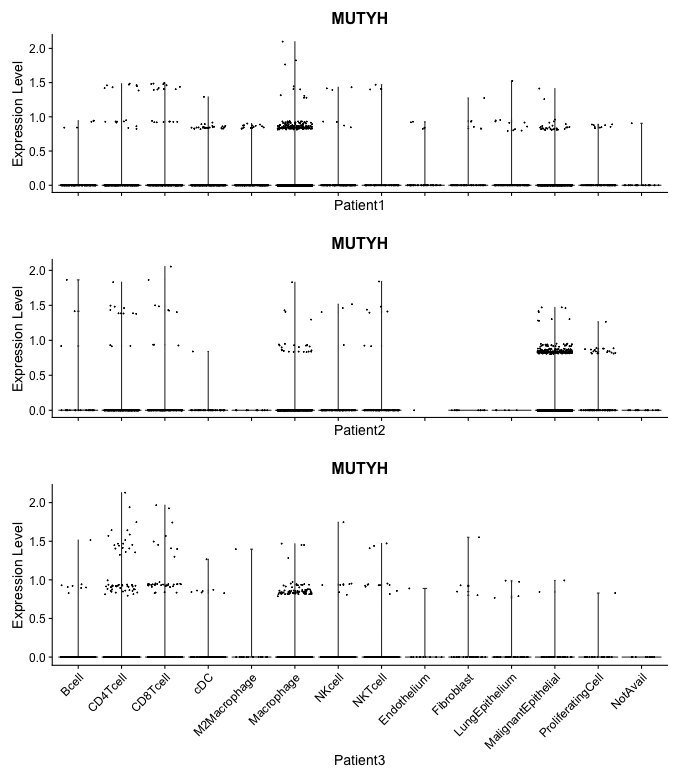 MUTYH
Expression Level
2.0
1.5
1.0
0.5
0.0
Patient1
MUTYH
Expression Level
2.0
1.5
1.0
0.5
0.0
Patient2
MUTYH
Expression Level
2.0
1.5
1.0
0.5
0.0
Bcell
CD4Tcell
CD8Tcell
cDC
M2Macrophage
Macrophage
NKcell
NKTcell
Endothelium
Fibroblast
LungEpithelium
MalignantEpithelial
ProliferatingCell
NotAvail
Patient3